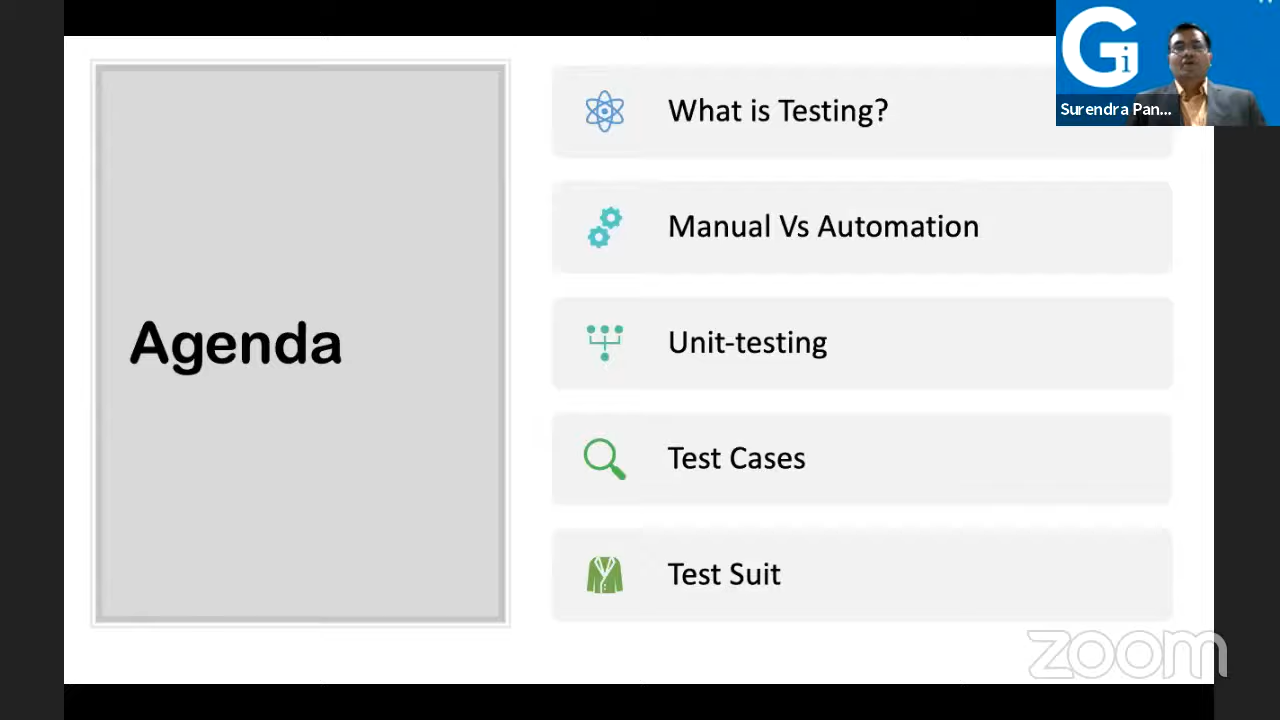 Gi
Surendra Pan...
What is Testing?
Manual Vs Automation
Agenda
Unit-testing
Test Cases
Test Suit
zoom